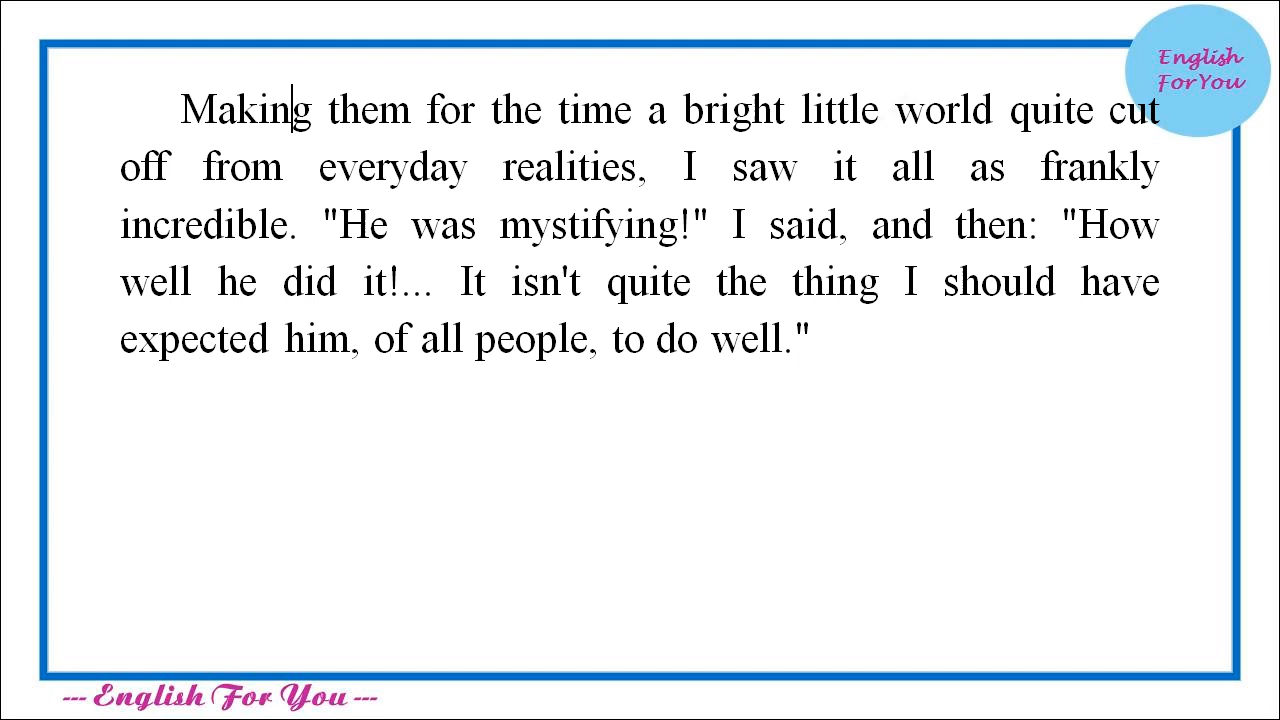 English
ForYou
Making them for the time a bright little world quite cut
off from everyday realities, I saw it all as frankly
incredible. "He was mystifying!" I said, and then: "How
well he did it!... It isn't quite the thing I should have
expected him, of all people, to do well."
--- English For You ---